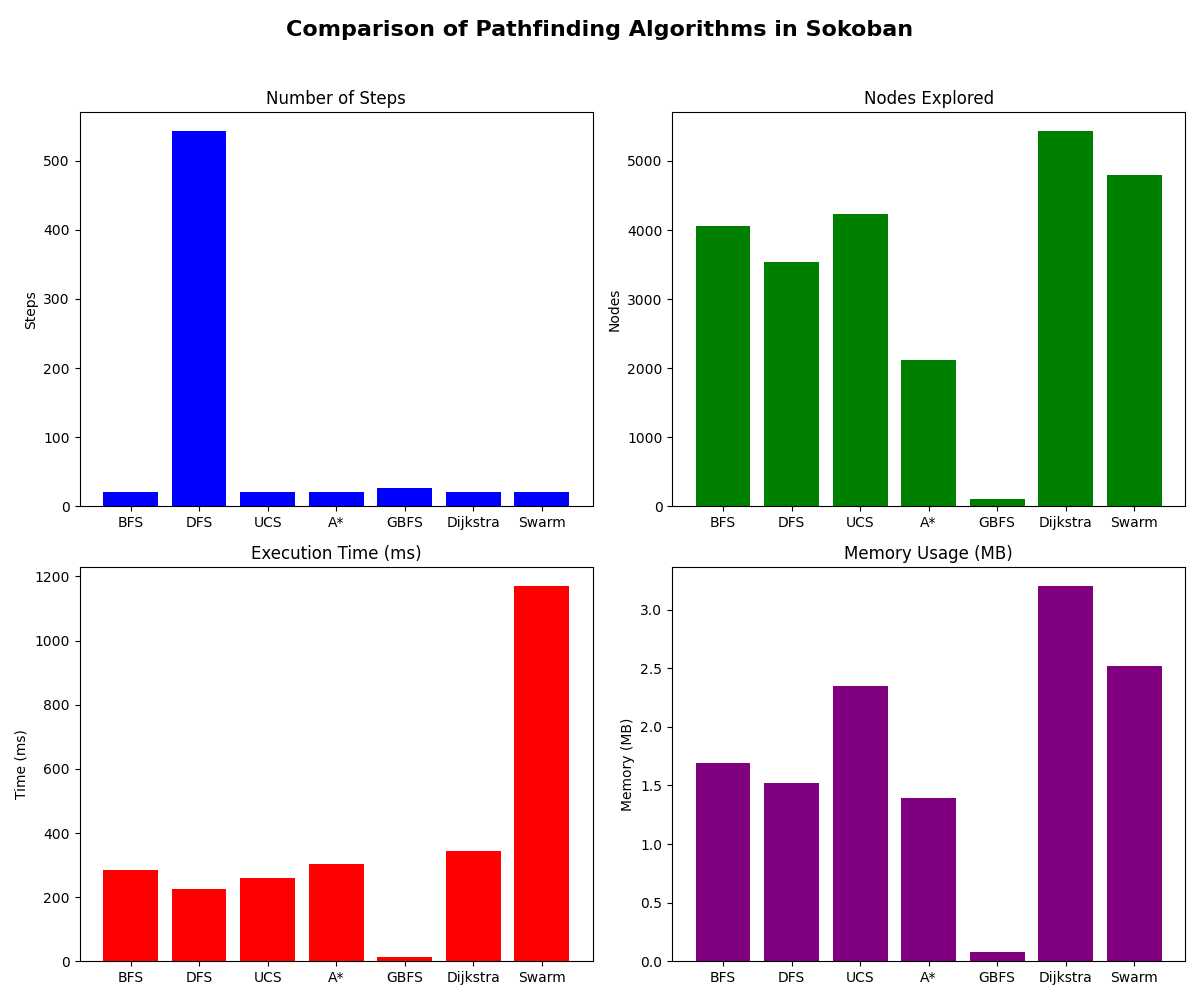 Comparison of Pathfinding Algorithms in Sokoban
Number of Steps
Steps
500
400
300
200
100
0
BFS DFS UCS A* GBFS Dijkstra Swarm
Nodes Explored
Nodes
5000
4000
3000
2000
1000
0
BFS DFS UCS A* GBFS Dijkstra Swarm
Execution Time (ms)
Time (ms)
1200
1000
800
600
400
200
0
BFS DFS UCS A* GBFS Dijkstra Swarm
Memory Usage (MB)
Memory (MB)
3.0
2.5
2.0
1.5
1.0
0.5
0.0
BFS DFS UCS A* GBFS Dijkstra Swarm